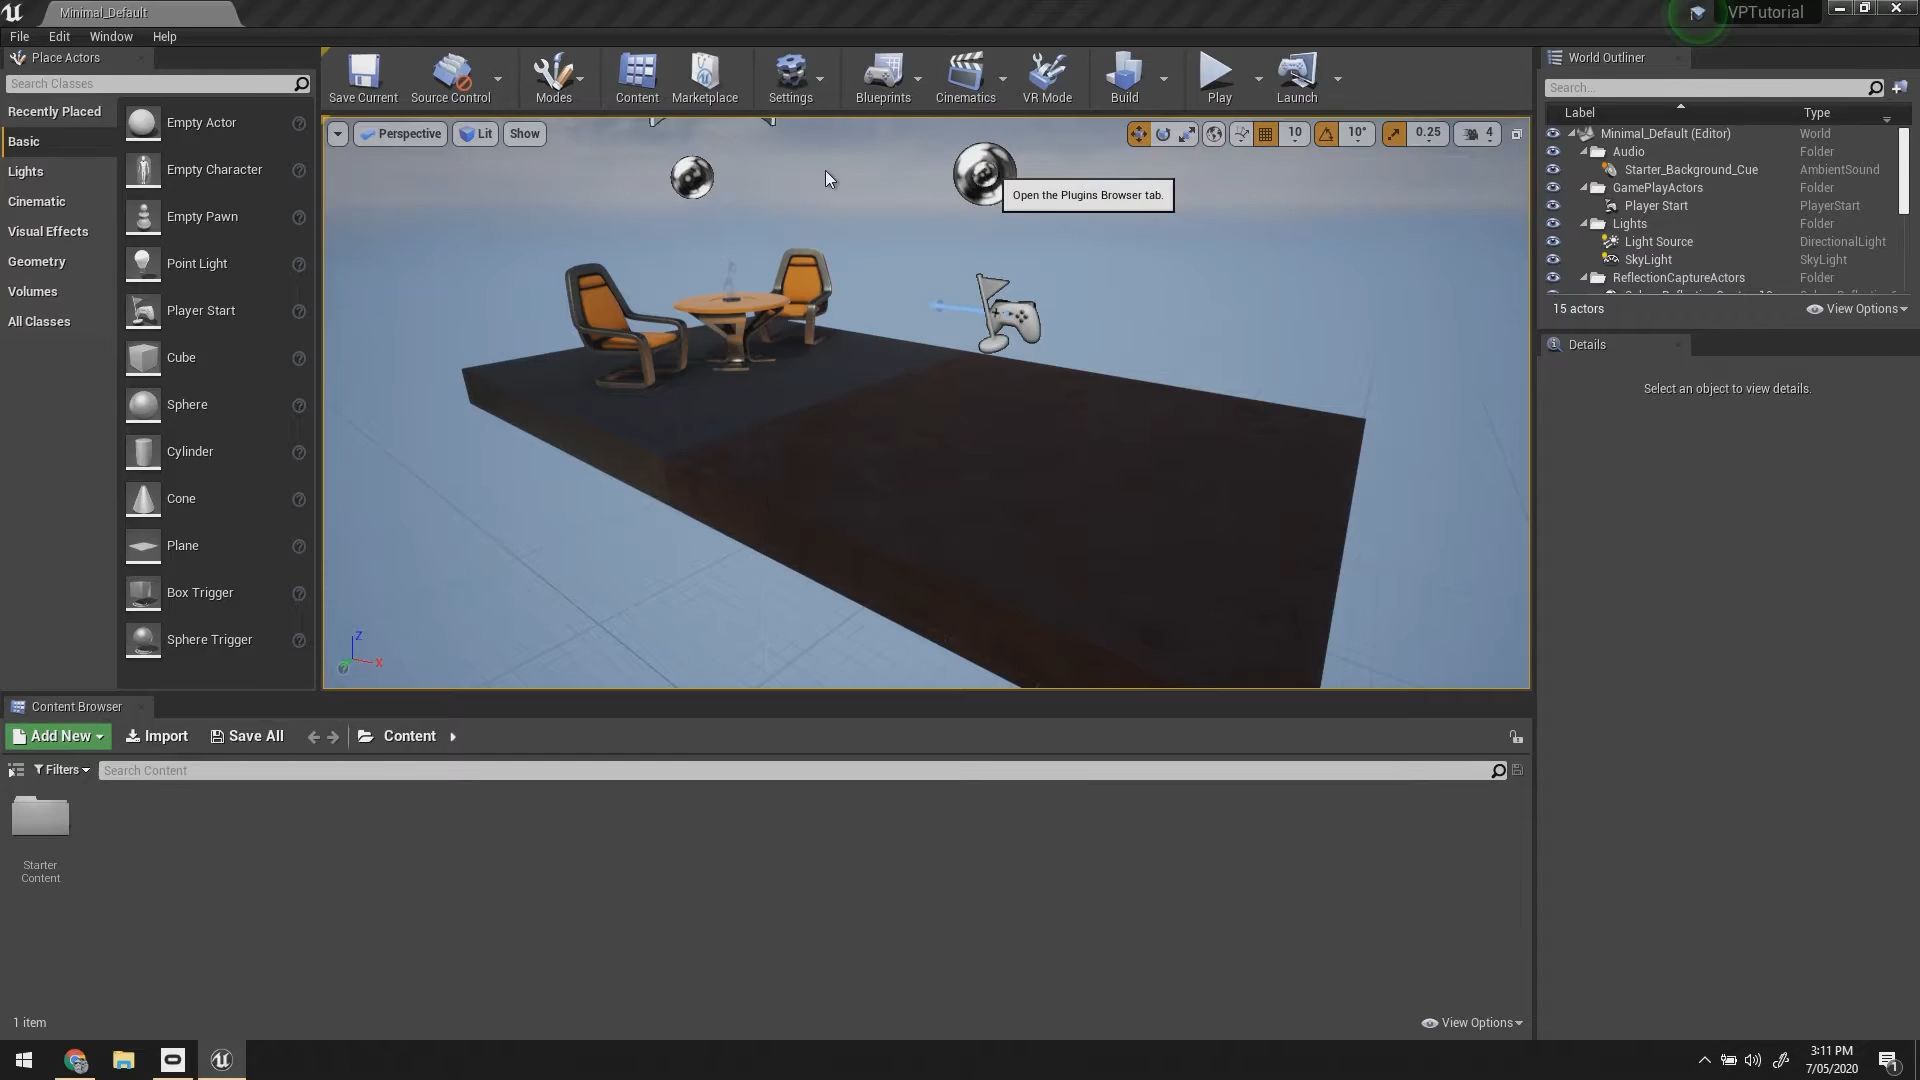 Minimal_Default
VPTutorial
File Edit Window Help
Place Actors
Search Classes
Recently Placed
Basic
Lights
Cinematic
Visual Effects
Geometry
Volumes
All Classes
Empty Actor
Empty Character
Empty Pawn
Point Light
Player Start
Cube
Sphere
Cylinder
Cone
Plane
Box Trigger
Sphere Trigger
Save Current Source Control Modes Content Marketplace Settings Blueprints Cinematics VR Mode Build Play Launch
Perspective Lit Show
10 10° 0.25 4
Open the Plugins Browser tab.
Z
X
World Outliner
Search...
Label Type
Minimal_Default (Editor) World
Audio Folder
Starter_Background_Cue AmbientSound
GamePlayActors Folder
Player Start PlayerStart
Lights Folder
Light Source DirectionalLight
SkyLight SkyLight
ReflectionCaptureActors Folder
15 actors View Options
Details
Select an object to view details.
Content Browser
Add New Import Save All Content
Filters Search Content
Starter
Content
1 item View Options
3:11 PM
7/05/2020
1